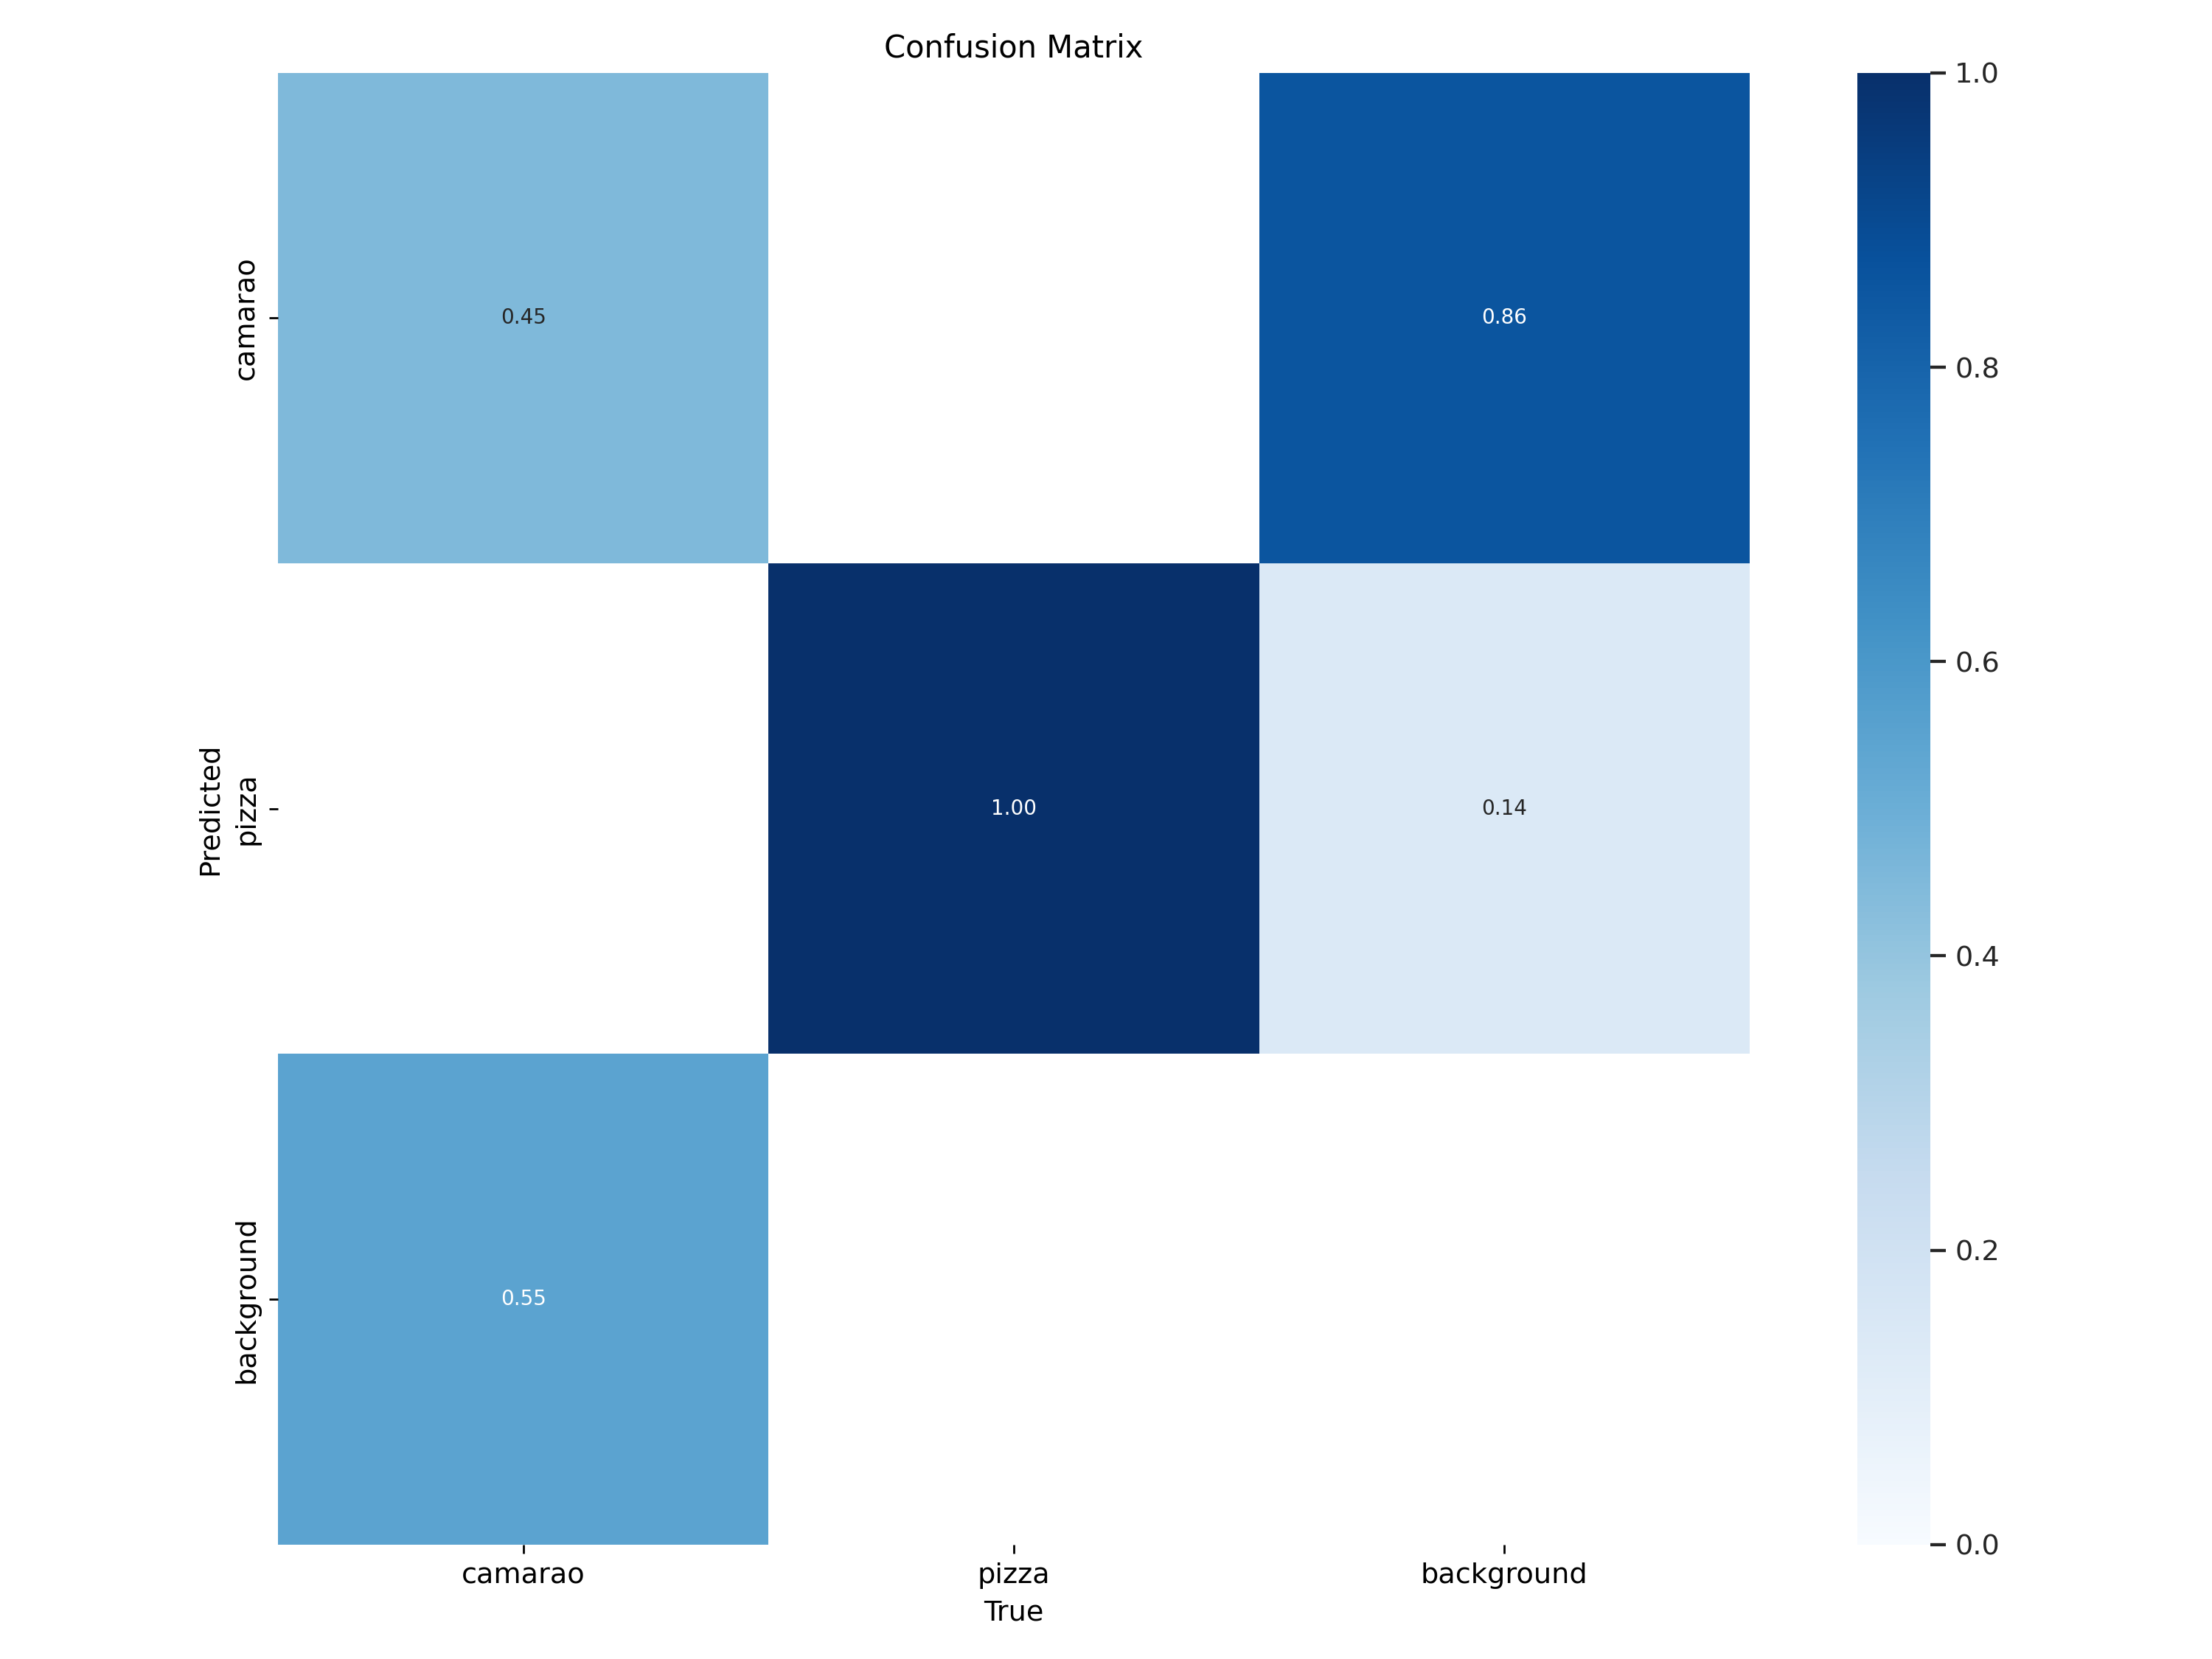 Confusion Matrix
camarao
pizza
background
Predicted
0.45
0.86
1.00
0.14
0.55
camarao
pizza
background
True
1.0
0.8
0.6
0.4
0.2
0.0